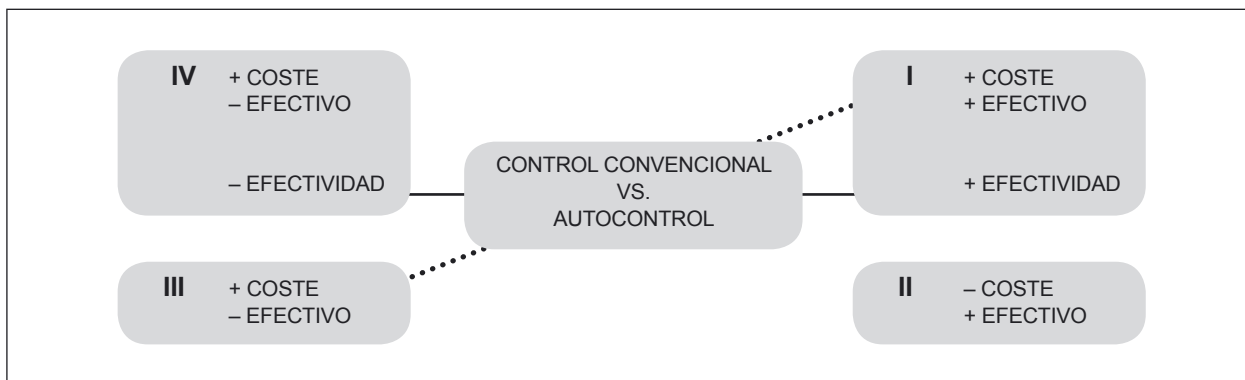 IV + COSTE
– EFECTIVO
– EFECTIVIDAD
I + COSTE
+ EFECTIVO
+ EFECTIVIDAD
CONTROL CONVENCIONAL
VS.
AUTOCONTROL
III + COSTE
– EFECTIVO
II – COSTE
+ EFECTIVO